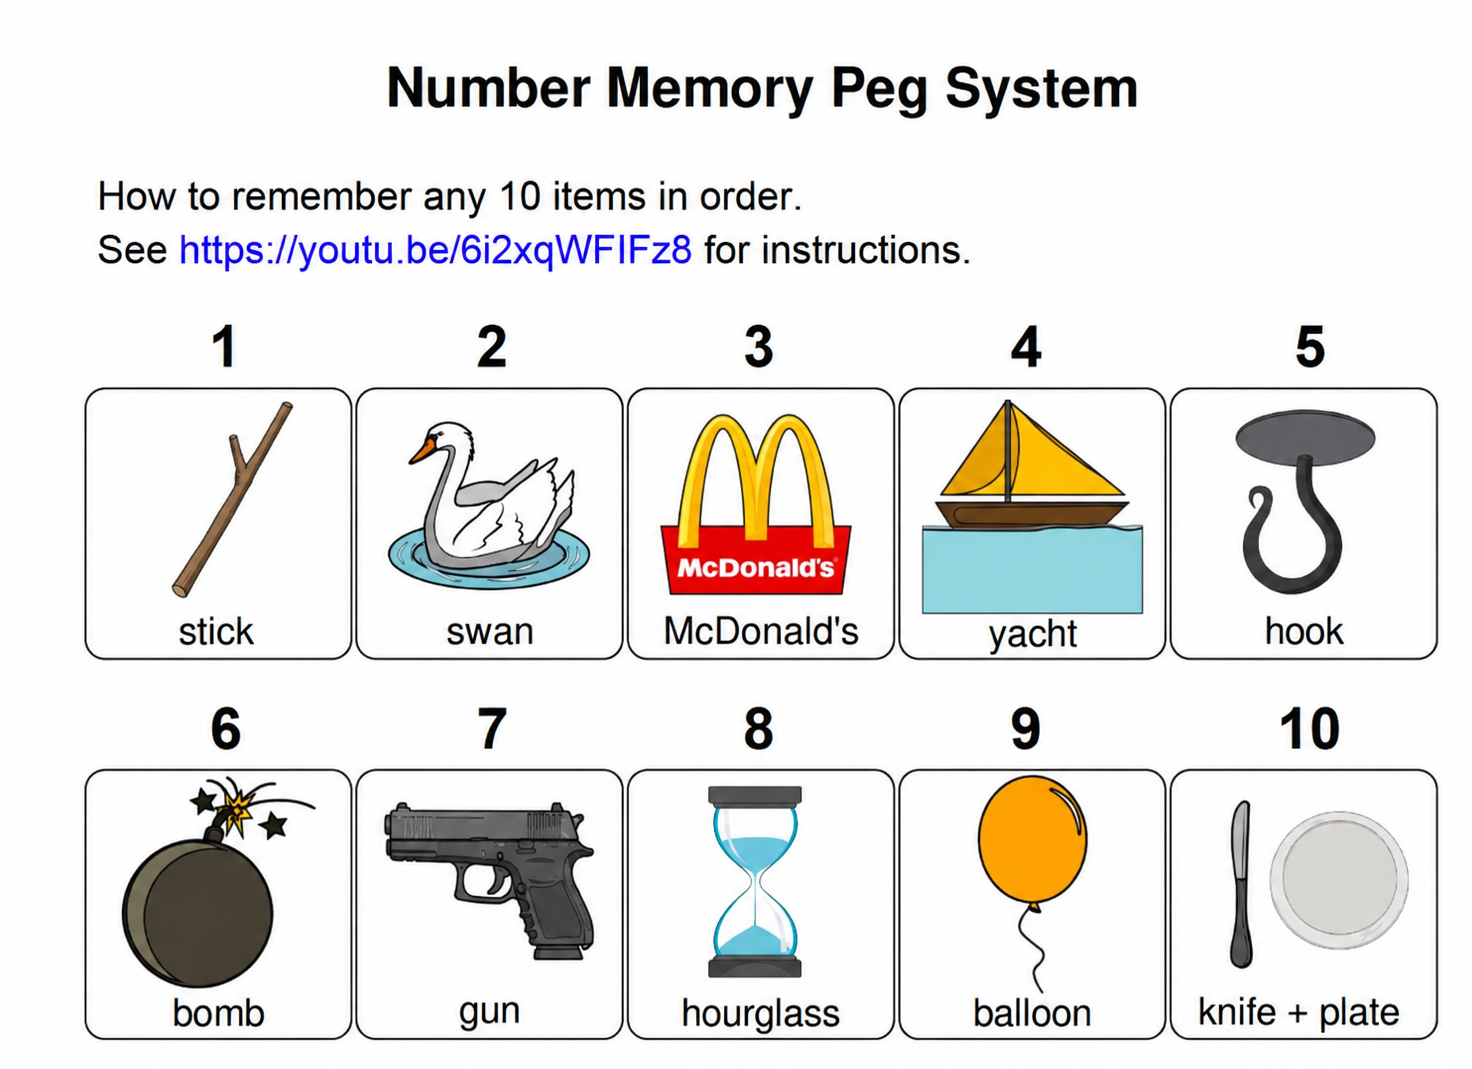 Number Memory Peg System
How to remember any 10 items in order.
See https://youtu.be/6i2xqWFIFz8 for instructions.
1 2 3 4 5
McDonald's
stick swan McDonald's yacht hook
6 7 8 9 10
bomb gun hourglass balloon knife + plate